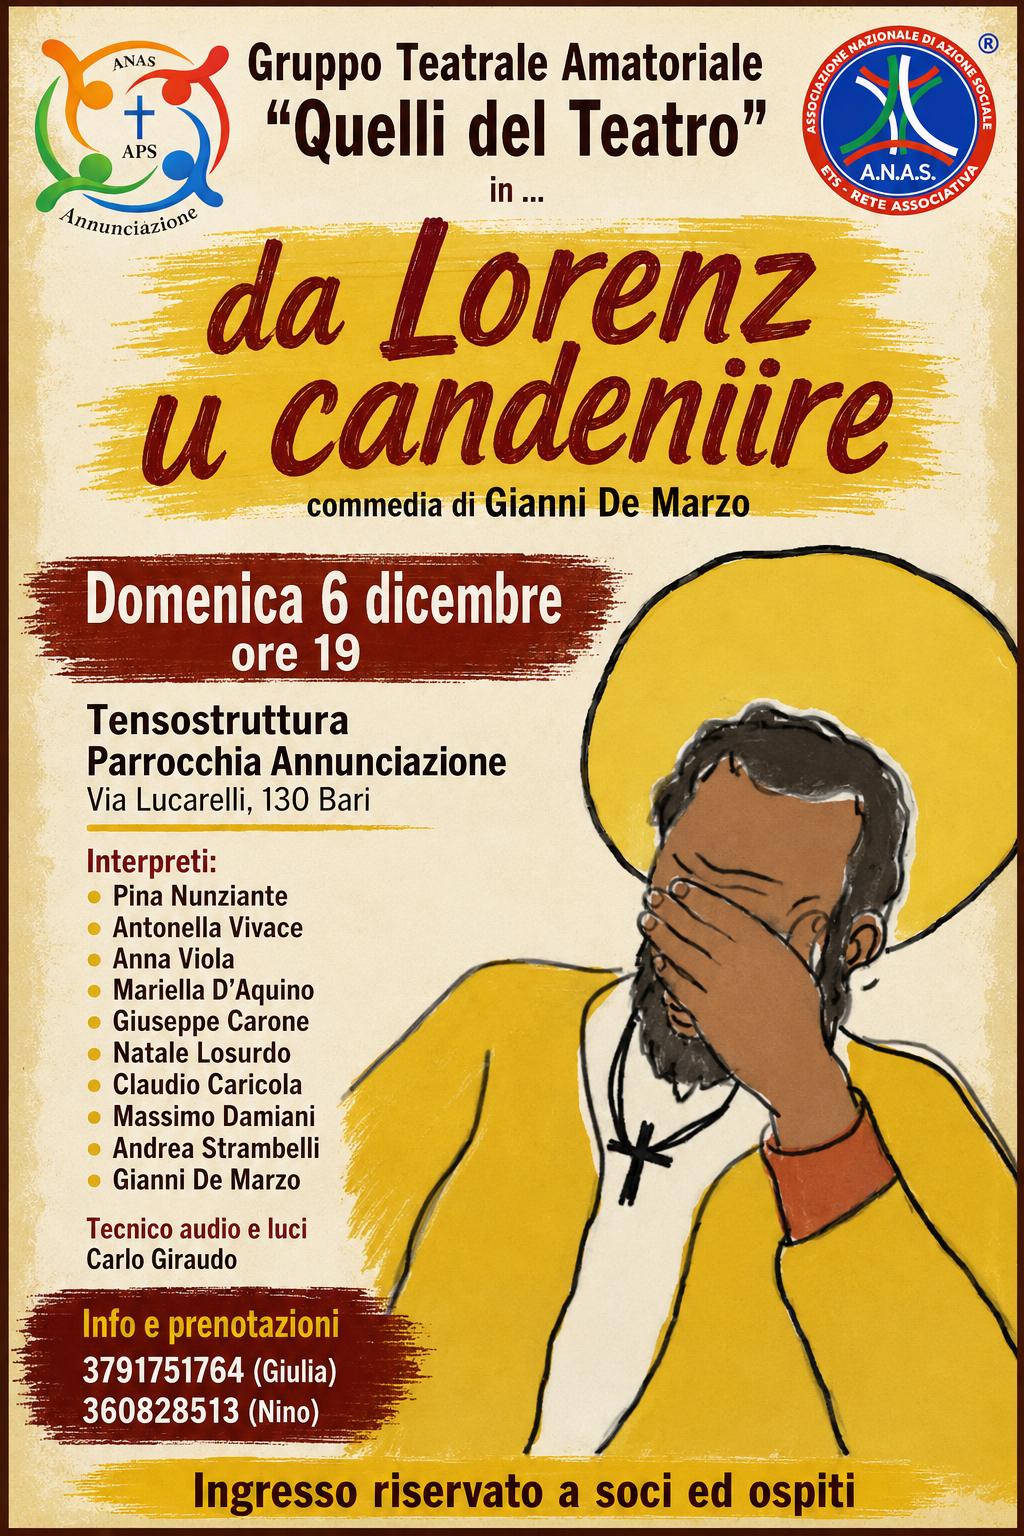 ANAS
APS
Annunciazione
Gruppo Teatrale Amatoriale
“Quelli del Teatro”
in ...
ASSOCIAZIONE NAZIONALE DI AZIONE SOCIALE
A.N.A.S.
ETS - RETE ASSOCIATIVA
®
da Lorenz
u candeniire
commedia di Gianni De Marzo
Domenica 6 dicembre
ore 19
Tensostruttura
Parrocchia Annunciazione
Via Lucarelli, 130 Bari
Interpreti:
Pina Nunziante
Antonella Vivace
Anna Viola
Mariella D’Aquino
Giuseppe Carone
Natale Losurdo
Claudio Caricola
Massimo Damiani
Andrea Strambelli
Gianni De Marzo
Tecnico audio e luci
Carlo Giraudo
Info e prenotazioni
3791751764 (Giulia)
360828513 (Nino)
Ingresso riservato a soci ed ospiti